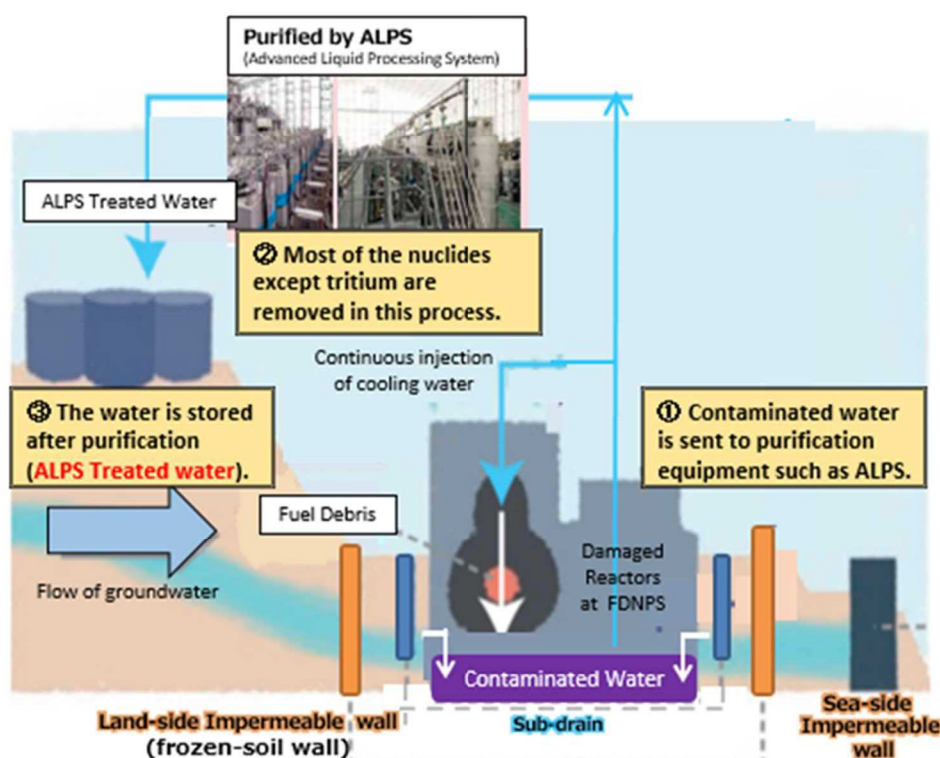 Purified by ALPS
(Advanced Liquid Processing System)
ALPS Treated Water
② Most of the nuclides
except tritium are
removed in this process.
Continuous injection
of cooling water
③ The water is stored
after purification
(ALPS Treated water).
① Contaminated water
is sent to purification
equipment such as ALPS.
Fuel Debris
Flow of groundwater
Damaged
Reactors
at FDNPS
Contaminated Water
Land-side Impermeable wall
(frozen-soil wall)
Sub-drain
Sea-side
Impermeable
wall